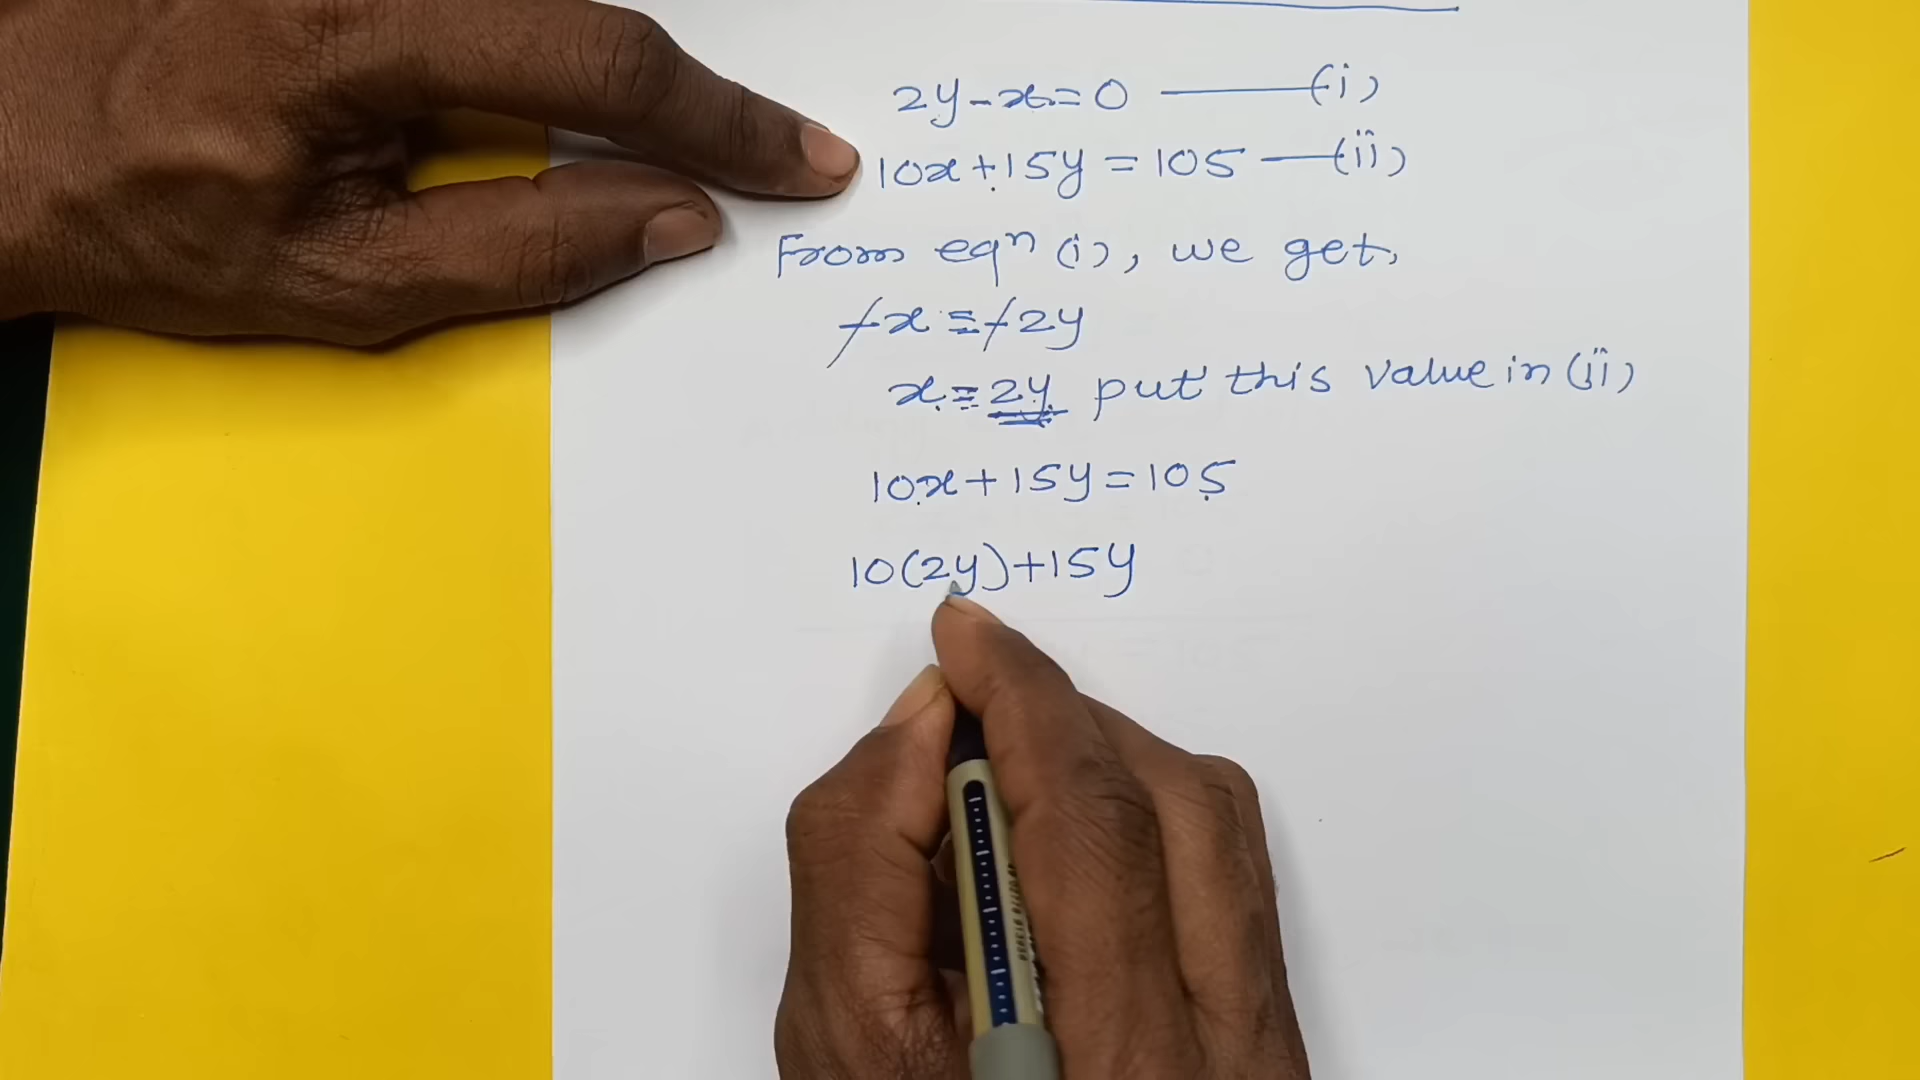 2y-x=0 ——(i)
10x+15y=105 —(ii)
From eqⁿ (i), we get,
-x=-2y
x=2y put this value in (ii)
10x+15y=105
10(2y)+15y